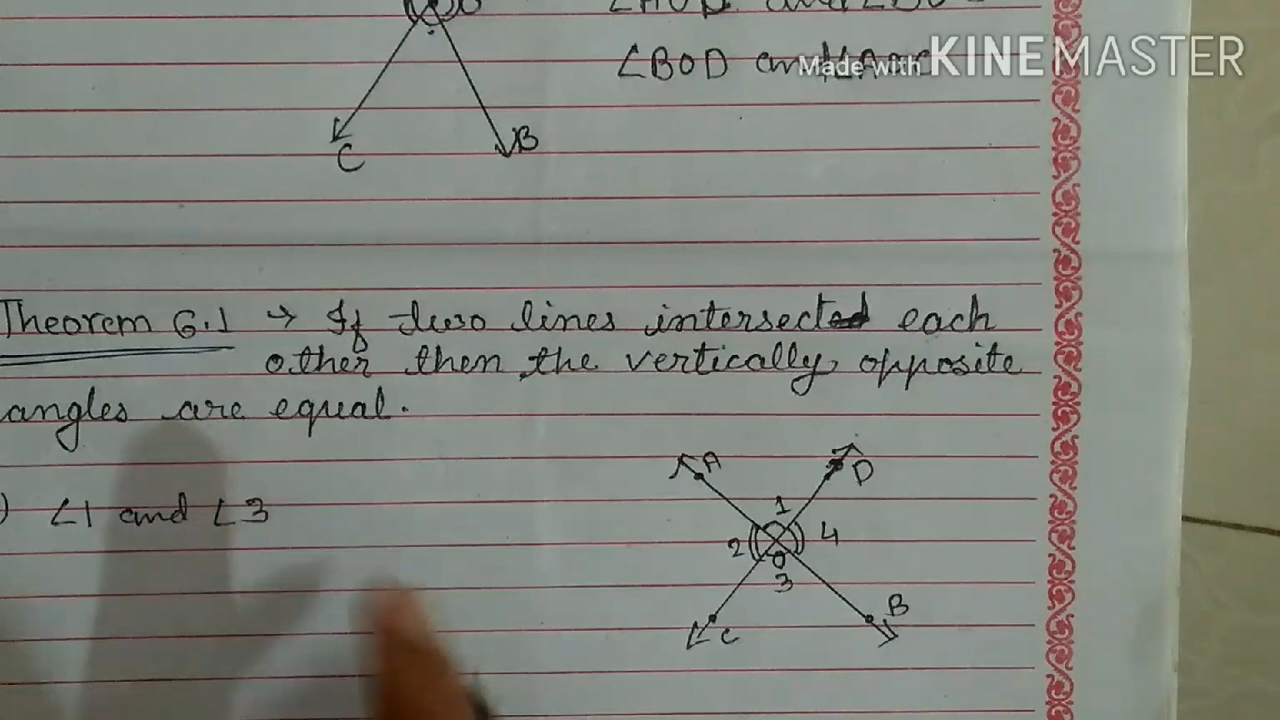 ∠BOD and
Made with KINEMASTER
C
B
Theorem 6.1 → If two lines intersected each
other then the vertically opposite
angles are equal.
A
D
1
) ∠1 and ∠3
2
4
O
3
B
C